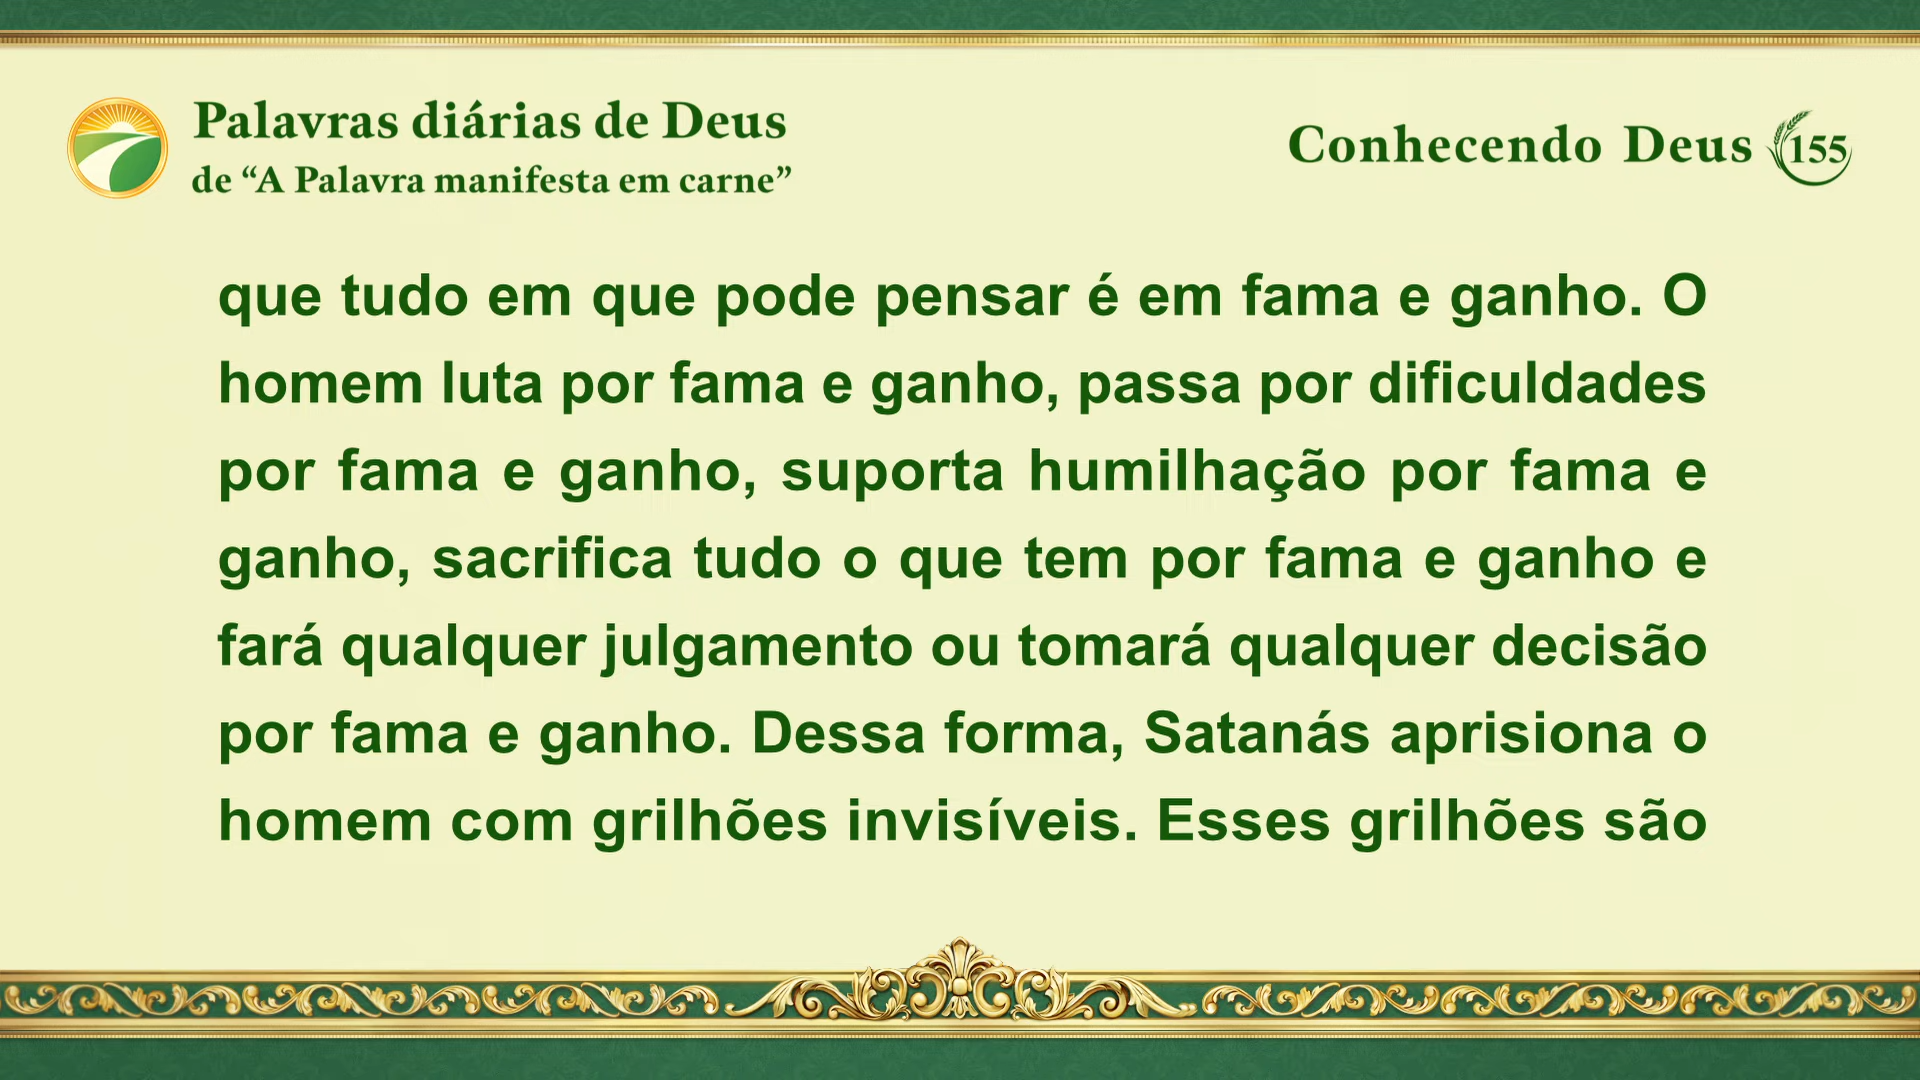 Palavras diárias de Deus
de “A Palavra manifesta em carne”
Conhecendo Deus 155
que tudo em que pode pensar é em fama e ganho. O
homem luta por fama e ganho, passa por dificuldades
por fama e ganho, suporta humilhação por fama e
ganho, sacrifica tudo o que tem por fama e ganho e
fará qualquer julgamento ou tomará qualquer decisão
por fama e ganho. Dessa forma, Satanás aprisiona o
homem com grilhões invisíveis. Esses grilhões são